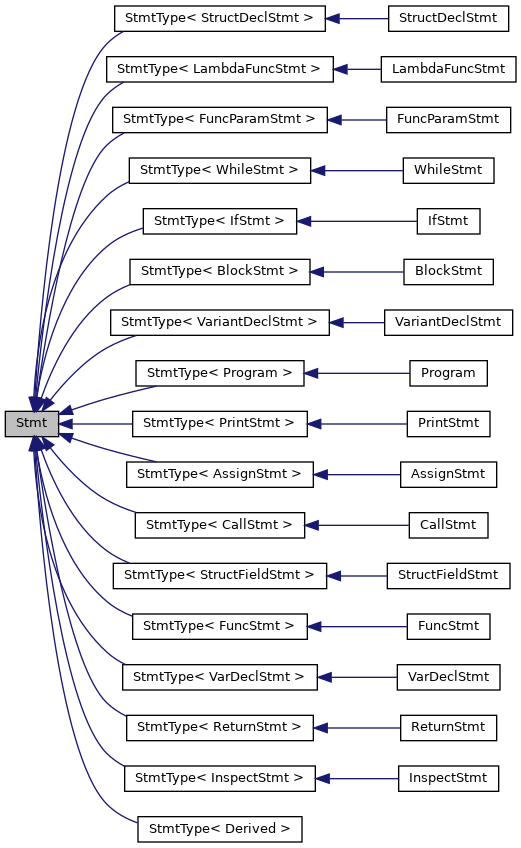 StmtType< StructDeclStmt >
StructDeclStmt
StmtType< LambdaFuncStmt >
LambdaFuncStmt
StmtType< FuncParamStmt >
FuncParamStmt
StmtType< WhileStmt >
WhileStmt
StmtType< IfStmt >
IfStmt
StmtType< BlockStmt >
BlockStmt
StmtType< VariantDeclStmt >
VariantDeclStmt
StmtType< Program >
Program
Stmt
StmtType< PrintStmt >
PrintStmt
StmtType< AssignStmt >
AssignStmt
StmtType< CallStmt >
CallStmt
StmtType< StructFieldStmt >
StructFieldStmt
StmtType< FuncStmt >
FuncStmt
StmtType< VarDeclStmt >
VarDeclStmt
StmtType< ReturnStmt >
ReturnStmt
StmtType< InspectStmt >
InspectStmt
StmtType< Derived >